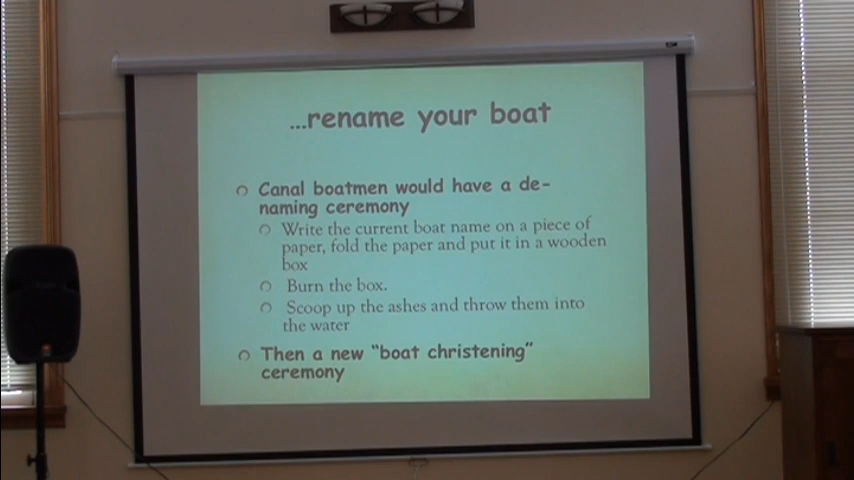 ...rename your boat
Canal boatmen would have a de-
naming ceremony
Write the current boat name on a piece of
paper, fold the paper and put it in a wooden
box
Burn the box.
Scoop up the ashes and throw them into
the water
Then a new "boat christening"
ceremony